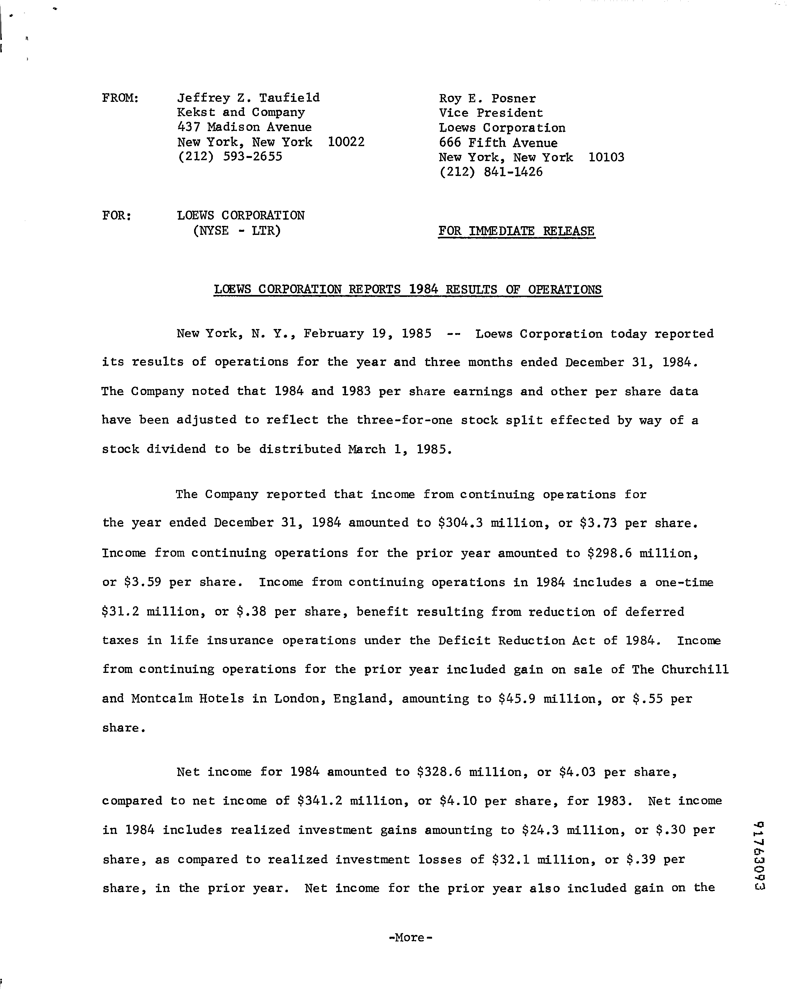 FROM: Jeffrey Z. Taufield
Kekst and Company
437 Madison Avenue
New York, New York 10022
(212) 593-2655
Roy E. Posner
Vice President
Loews Corporation
666 Fifth Avenue
New York, New York 10103
(212) 841-1426
FOR: LOEWS CORPORATION
(NYSE - LTR)
FOR IMMEDIATE RELEASE
LOEWS CORPORATION REPORTS 1984 RESULTS OF OPERATIONS
New York, N. Y., February 19, 1985 -- Loews Corporation today reported
its results of operations for the year and three months ended December 31, 1984.
The Company noted that 1984 and 1983 per share earnings and other per share data
have been adjusted to reflect the three-for-one stock split effected by way of a
stock dividend to be distributed March 1, 1985.
The Company reported that income from continuing operations for
the year ended December 31, 1984 amounted to $304.3 million, or $3.73 per share.
Income from continuing operations for the prior year amounted to $298.6 million,
or $3.59 per share. Income from continuing operations in 1984 includes a one-time
$31.2 million, or $.38 per share, benefit resulting from reduction of deferred
taxes in life insurance operations under the Deficit Reduction Act of 1984. Income
from continuing operations for the prior year included gain on sale of The Churchill
and Montcalm Hotels in London, England, amounting to $45.9 million, or $.55 per
share.
Net income for 1984 amounted to $328.6 million, or $4.03 per share,
compared to net income of $341.2 million, or $4.10 per share, for 1983. Net income
in 1984 includes realized investment gains amounting to $24.3 million, or $.30 per
share, as compared to realized investment losses of $32.1 million, or $.39 per
share, in the prior year. Net income for the prior year also included gain on the
-More-
91763093